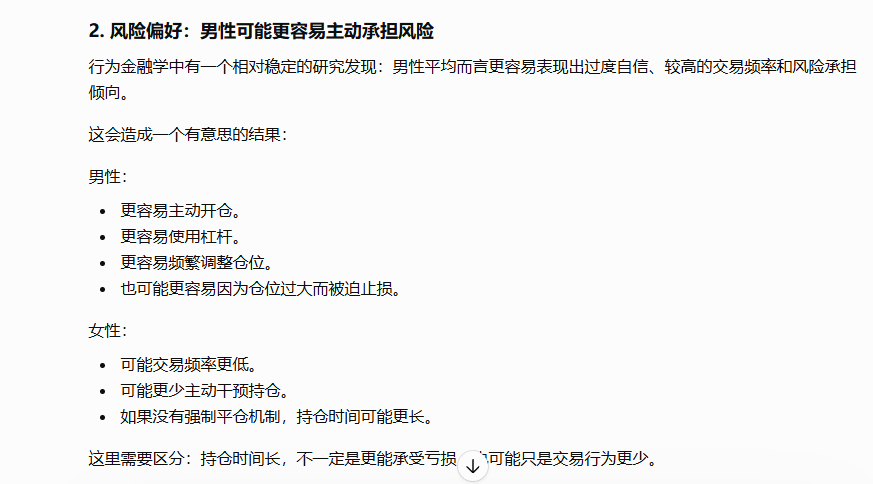 2. 风险偏好：男性可能更容易主动承担风险
行为金融学中有一个相对稳定的研究发现：男性平均而言更容易表现出过度自信、较高的交易频率和风险承担
倾向。
这会造成一个有意思的结果：
男性：
更容易主动开仓。
更容易使用杠杆。
更容易频繁调整仓位。
也可能更容易因为仓位过大而被迫止损。
女性：
可能交易频率更低。
可能更少主动干预持仓。
如果没有强制平仓机制，持仓时间可能更长。
这里需要区分：持仓时间长，不一定是更能承受亏损 可能只是交易行为更少。